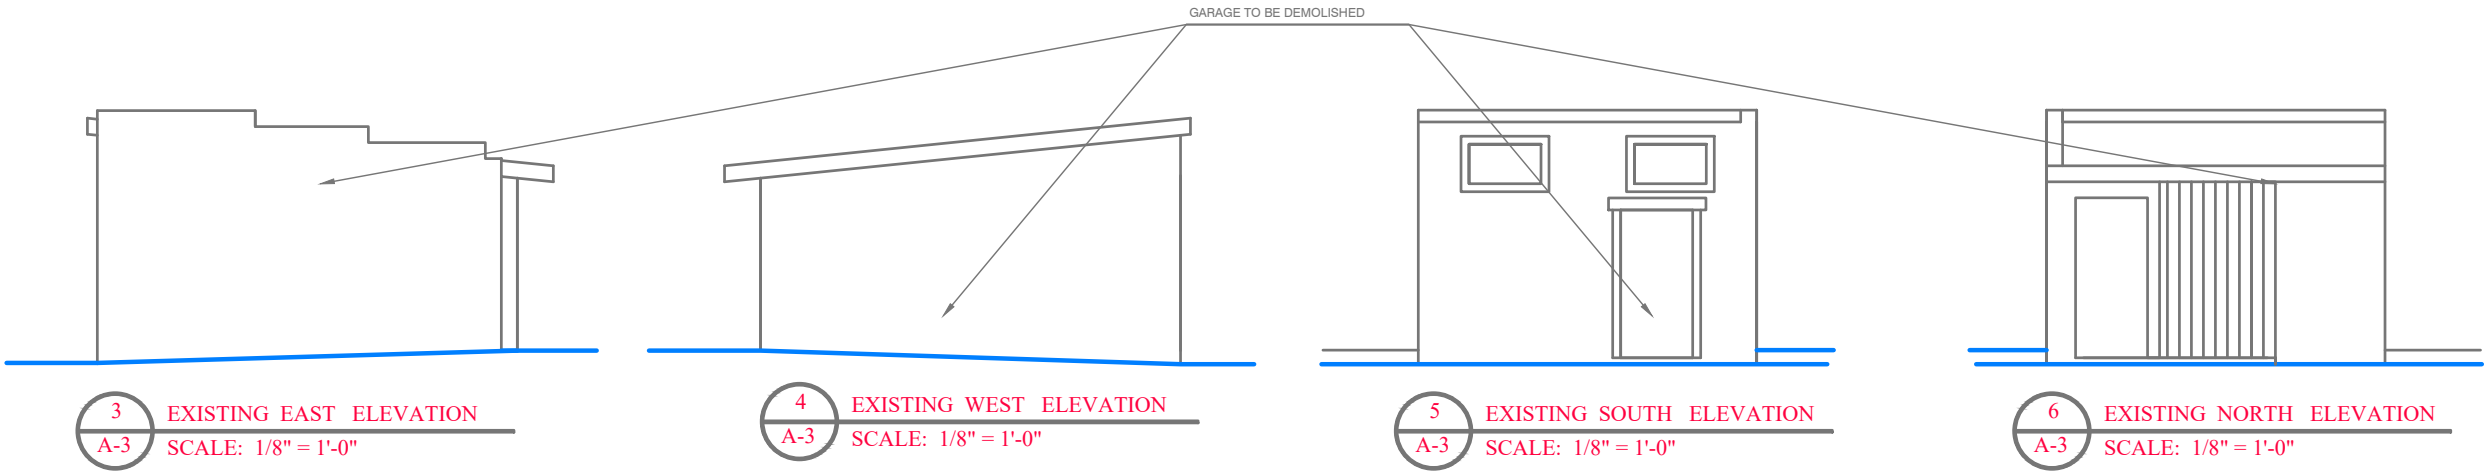 GARAGE TO BE DEMOLISHED
3
A-3
EXISTING EAST ELEVATION
SCALE: 1/8" = 1'-0"
4
A-3
EXISTING WEST ELEVATION
SCALE: 1/8" = 1'-0"
5
A-3
EXISTING SOUTH ELEVATION
SCALE: 1/8" = 1'-0"
6
A-3
EXISTING NORTH ELEVATION
SCALE: 1/8" = 1'-0"